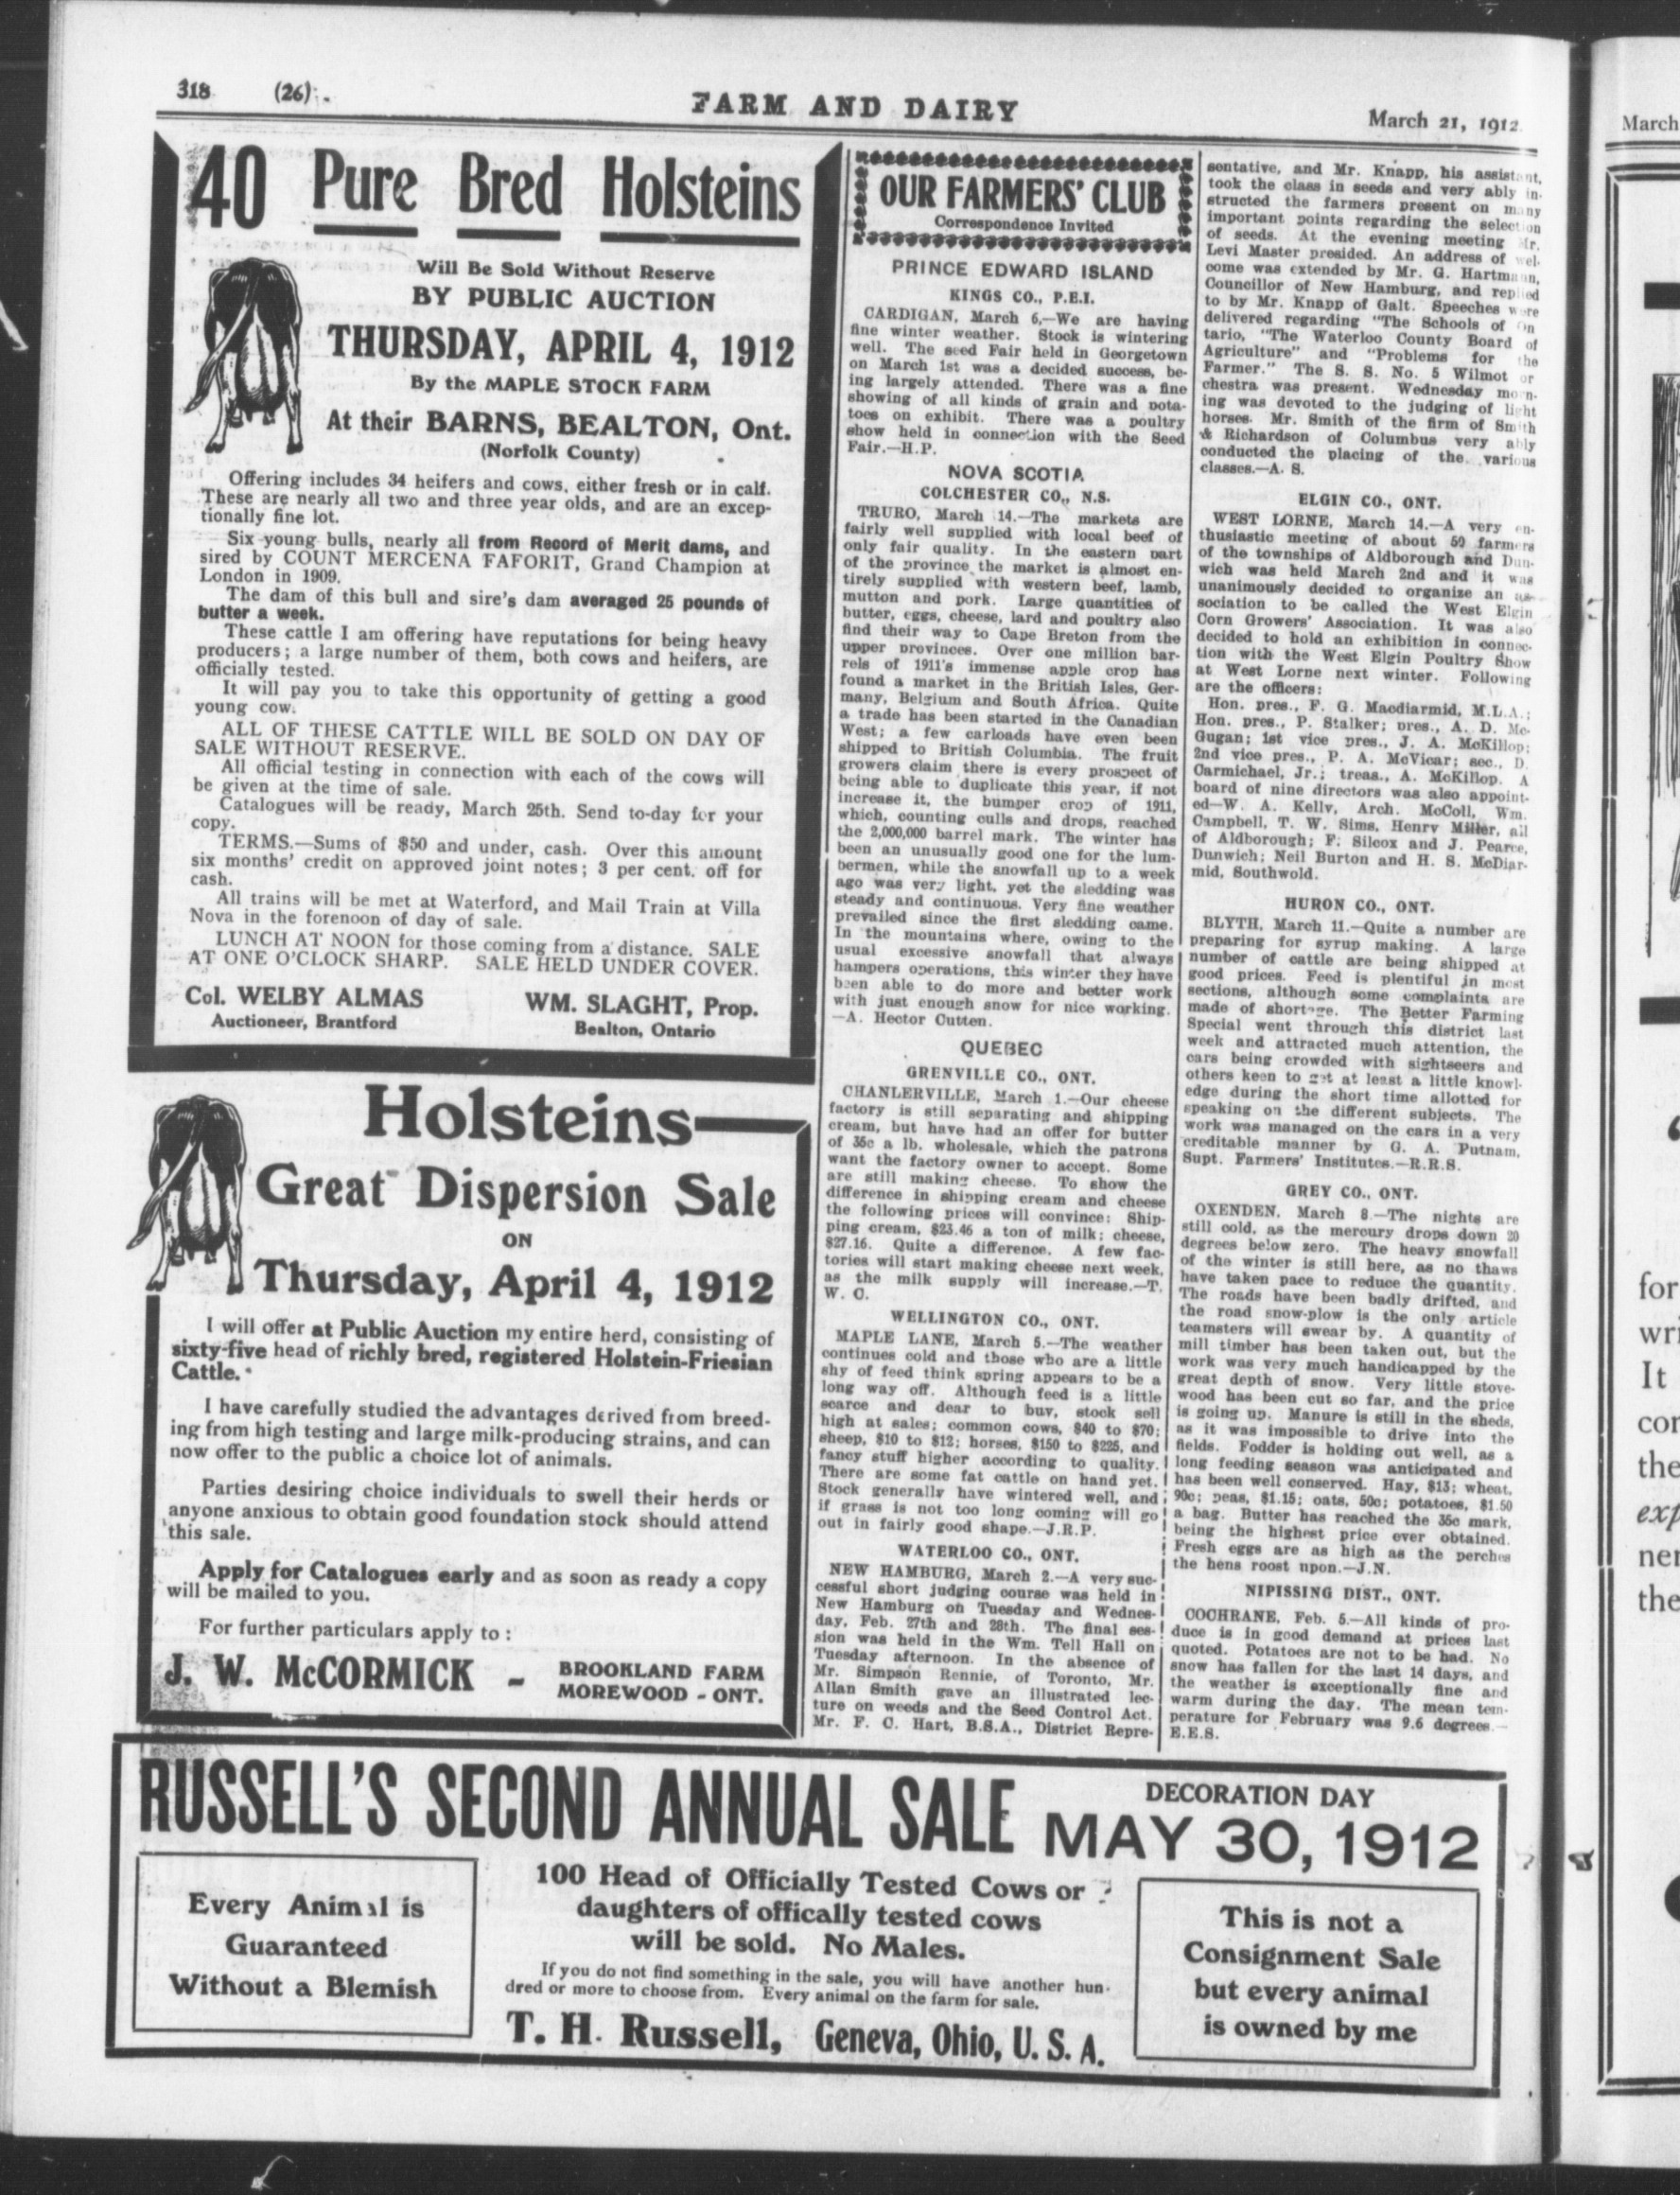 318 (26)
FARM AND DAIRY
March 21, 1912
40 Pure Bred Holsteins
Will Be Sold Without Reserve
BY PUBLIC AUCTION
THURSDAY, APRIL 4, 1912
By the MAPLE STOCK FARM
At their BARNS, BEALTON, Ont.
(Norfolk County)
Offering includes 34 heifers and cows, either fresh or in calf.
These are nearly all two and three year olds, and are an excep-
tionally fine lot.
Six young bulls, nearly all from Record of Merit dams, and
sired by COUNT MERCENA FAFORIT, Grand Champion at
London in 1909.
The dam of this bull and sire's dam averaged 25 pounds of
butter a week.
These cattle I am offering have reputations for being heavy
producers; a large number of them, both cows and heifers, are
officially tested.
It will pay you to take this opportunity of getting a good
young cow.
ALL OF THESE CATTLE WILL BE SOLD ON DAY OF
SALE WITHOUT RESERVE.
All official testing in connection with each of the cows will
be given at the time of sale.
Catalogues will be ready, March 25th. Send to-day for your
copy.
TERMS.—Sums of $50 and under, cash. Over this amount
six months' credit on approved joint notes; 3 per cent. off for
cash.
All trains will be met at Waterford, and Mail Train at Villa
Nova in the forenoon of day of sale.
LUNCH AT NOON for those coming from a distance. SALE
AT ONE O'CLOCK SHARP. SALE HELD UNDER COVER.
Col. WELBY ALMAS
Auctioneer, Brantford
WM. SLAGHT, Prop.
Bealton, Ontario
Holsteins—
Great Dispersion Sale
ON
Thursday, April 4, 1912
I will offer at Public Auction my entire herd, consisting of
sixty-five head of richly bred, registered Holstein-Friesian
Cattle.
I have carefully studied the advantages derived from breed-
ing from high testing and large milk-producing strains, and can
now offer to the public a choice lot of animals.
Parties desiring choice individuals to swell their herds or
anyone anxious to obtain good foundation stock should attend
this sale.
Apply for Catalogues early and as soon as ready a copy
will be mailed to you.
For further particulars apply to :
J. W. McCORMICK - BROOKLAND FARM
MOREWOOD - ONT.
OUR FARMERS' CLUB
Correspondence Invited
PRINCE EDWARD ISLAND
KINGS CO., P.E.I.
CARDIGAN, March 6,—We are having
fine winter weather. Stock is wintering
well. The seed Fair held in Georgetown
on March 1st was a decided success, be-
ing largely attended. There was a fine
showing of all kinds of grain and pota-
toes on exhibit. There was a poultry
show held in connection with the Seed
Fair.—H.P.
NOVA SCOTIA
COLCHESTER CO., N.S.
TRURO, March 14.—The markets are
fairly well supplied with local beef of
only fair quality. In the eastern part
of the province the market is almost en-
tirely supplied with western beef, lamb,
mutton and pork. Large quantities of
butter, eggs, cheese, lard and poultry also
find their way to Cape Breton from the
upper provinces. Over one million bar-
rels of 1911's immense apple crop has
found a market in the British Isles, Ger-
many, Belgium and South Africa. Quite
a trade has been started in the Canadian
West; a few carloads have even been
shipped to British Columbia. The fruit
growers claim there is every prospect of
being able to duplicate this year, if not
increase it, the bumper crop of 1911,
which, counting culls and drops, reached
the 2,000,000 barrel mark. The winter has
been an unusually good one for the lum-
bermen, while the snowfall up to a week
ago was very light, yet the sledding was
steady and continuous. Very fine weather
prevailed since the first sledding came.
In the mountains where, owing to the
usual excessive snowfall that always
hampers operations, this winter they have
been able to do more and better work
with just enough snow for nice working.
—A. Hector Cutten.
QUEBEC
GRENVILLE CO., ONT.
CHANLERVILLE, March 1.—Our cheese
factory is still separating and shipping
cream, but have had an offer for butter
of 35c a lb. wholesale, which the patrons
want the factory owner to accept. Some
are still making cheese. To show the
difference in shipping cream and cheese
the following prices will convince: Ship-
ping cream, $23.46 a ton of milk; cheese,
$27.16. Quite a difference. A few fac-
tories will start making cheese next week,
as the milk supply will increase.—T.
W. C.
WELLINGTON CO., ONT.
MAPLE LANE, March 5.—The weather
continues cold and those who are a little
shy of feed think spring appears to be a
long way off. Although feed is a little
scarce and dear to buy, stock sell
high at sales; common cows, $40 to $70;
sheep, $10 to $12; horses, $150 to $225, and
fancy stuff higher according to quality.
There are some fat cattle on hand yet.
Stock generally have wintered well, and
if grass is not too long coming will go
out in fairly good shape.—J.R.P.
WATERLOO CO., ONT.
NEW HAMBURG, March 2.—A very suc-
cessful short judging course was held in
New Hamburg on Tuesday and Wednes-
day, Feb. 27th and 28th. The final ses-
sion was held in the Wm. Tell Hall on
Tuesday afternoon. In the absence of
Mr. Simpson Rennie, of Toronto, Mr.
Allan Smith gave an illustrated lec-
ture on weeds and the Seed Control Act.
Mr. F. C. Hart, B.S.A., District Repre-
sentative, and Mr. Knapp, his assistant,
took the class in seeds and very ably in-
structed the farmers present on many
important points regarding the selection
of seeds. At the evening meeting Mr.
Levi Master presided. An address of wel-
come was extended by Mr. G. Hartmann,
Councillor of New Hamburg, and replied
to by Mr. Knapp of Galt. Speeches were
delivered regarding "The Schools of On
tario, "The Waterloo County Board of
Agriculture" and "Problems for the
Farmer." The S. S. No. 5 Wilmot or
chestra was present. Wednesday morn-
ing was devoted to the judging of light
horses. Mr. Smith of the firm of Smith
& Richardson of Columbus very ably
conducted the placing of the various
classes.—A. S.
ELGIN CO., ONT.
WEST LORNE, March 14.—A very en-
thusiastic meeting of about 50 farmers
of the townships of Aldborough and Dun-
wich was held March 2nd and it was
unanimously decided to organize an as-
sociation to be called the West Elgin
Corn Growers' Association. It was also
decided to hold an exhibition in connec-
tion with the West Elgin Poultry Show
at West Lorne next winter. Following
are the officers:
Hon. pres., F. G. Macdiarmid, M.L.A.;
Hon. pres., P. Stalker; pres., A. D. Mc-
Gugan; 1st vice pres., J. A. McKillop;
2nd vice pres., P. A. McVicar; sec., D.
Carmichael, Jr.; treas., A. McKillop. A
board of nine directors was also appoint-
ed—W. A. Kelly, Arch. McColl, Wm.
Campbell, T. W. Sims, Henry Miller, all
of Aldborough; F. Silcox and J. Pearce,
Dunwich; Neil Burton and H. S. McDiar-
mid, Southwold.
HURON CO., ONT.
BLYTH, March 11.—Quite a number are
preparing for syrup making. A large
number of cattle are being shipped at
good prices. Feed is plentiful in most
sections, although some complaints are
made of shortage. The Better Farming
Special went through this district last
week and attracted much attention, the
cars being crowded with sightseers and
others keen to get at least a little knowl-
edge during the short time allotted for
speaking on the different subjects. The
work was managed on the cars in a very
creditable manner by G. A. Putnam,
Supt. Farmers' Institutes.—R.R.S.
GREY CO., ONT.
OXENDEN, March 8.—The nights are
still cold, as the mercury drops down 20
degrees below zero. The heavy snowfall
of the winter is still here, as no thaws
have taken pace to reduce the quantity.
The roads have been badly drifted, and
the road snow-plow is the only article
teamsters will swear by. A quantity of
mill timber has been taken out, but the
work was very much handicapped by the
great depth of snow. Very little stove-
wood has been cut so far, and the price
is going up. Manure is still in the sheds,
as it was impossible to drive into the
fields. Fodder is holding out well, as a
long feeding season was anticipated and
has been well conserved. Hay, $13; wheat,
90c; peas, $1.15; oats, 50c; potatoes, $1.50
a bag. Butter has reached the 35c mark,
being the highest price ever obtained.
Fresh eggs are as high as the perches
the hens roost upon.—J.N.
NIPISSING DIST., ONT.
COCHRANE, Feb. 5.—All kinds of pro-
duce is in good demand at prices last
quoted. Potatoes are not to be had. No
snow has fallen for the last 14 days, and
the weather is exceptionally fine and
warm during the day. The mean tem-
perature for February was 9.6 degrees.—
E.E.S.
RUSSELL'S SECOND ANNUAL SALE
DECORATION DAY
MAY 30, 1912
Every Animal is
Guaranteed
Without a Blemish
100 Head of Officially Tested Cows or
daughters of offically tested cows
will be sold. No Males.
If you do not find something in the sale, you will have another hun-
dred or more to choose from. Every animal on the farm for sale.
T. H. Russell, Geneva, Ohio, U. S. A.
This is not a
Consignment Sale
but every animal
is owned by me
March
for
wri
It
con
the
exp
ner
the